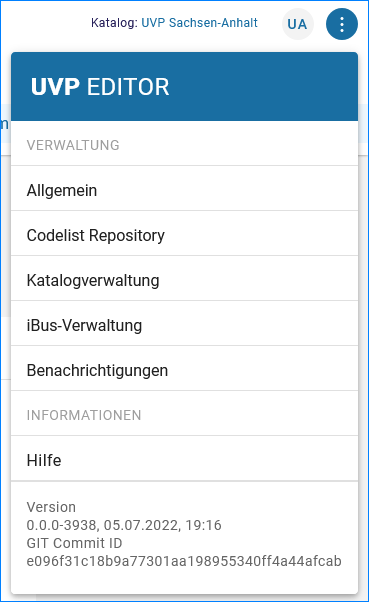 Katalog: UVP Sachsen-Anhalt
UA
UVP EDITOR
VERWALTUNG
Allgemein
Codelist Repository
Katalogverwaltung
iBus-Verwaltung
Benachrichtigungen
INFORMATIONEN
Hilfe
Version
0.0.0-3938, 05.07.2022, 19:16
GIT Commit ID
e096f31c18b9a77301aa198955340ff4a44afcab